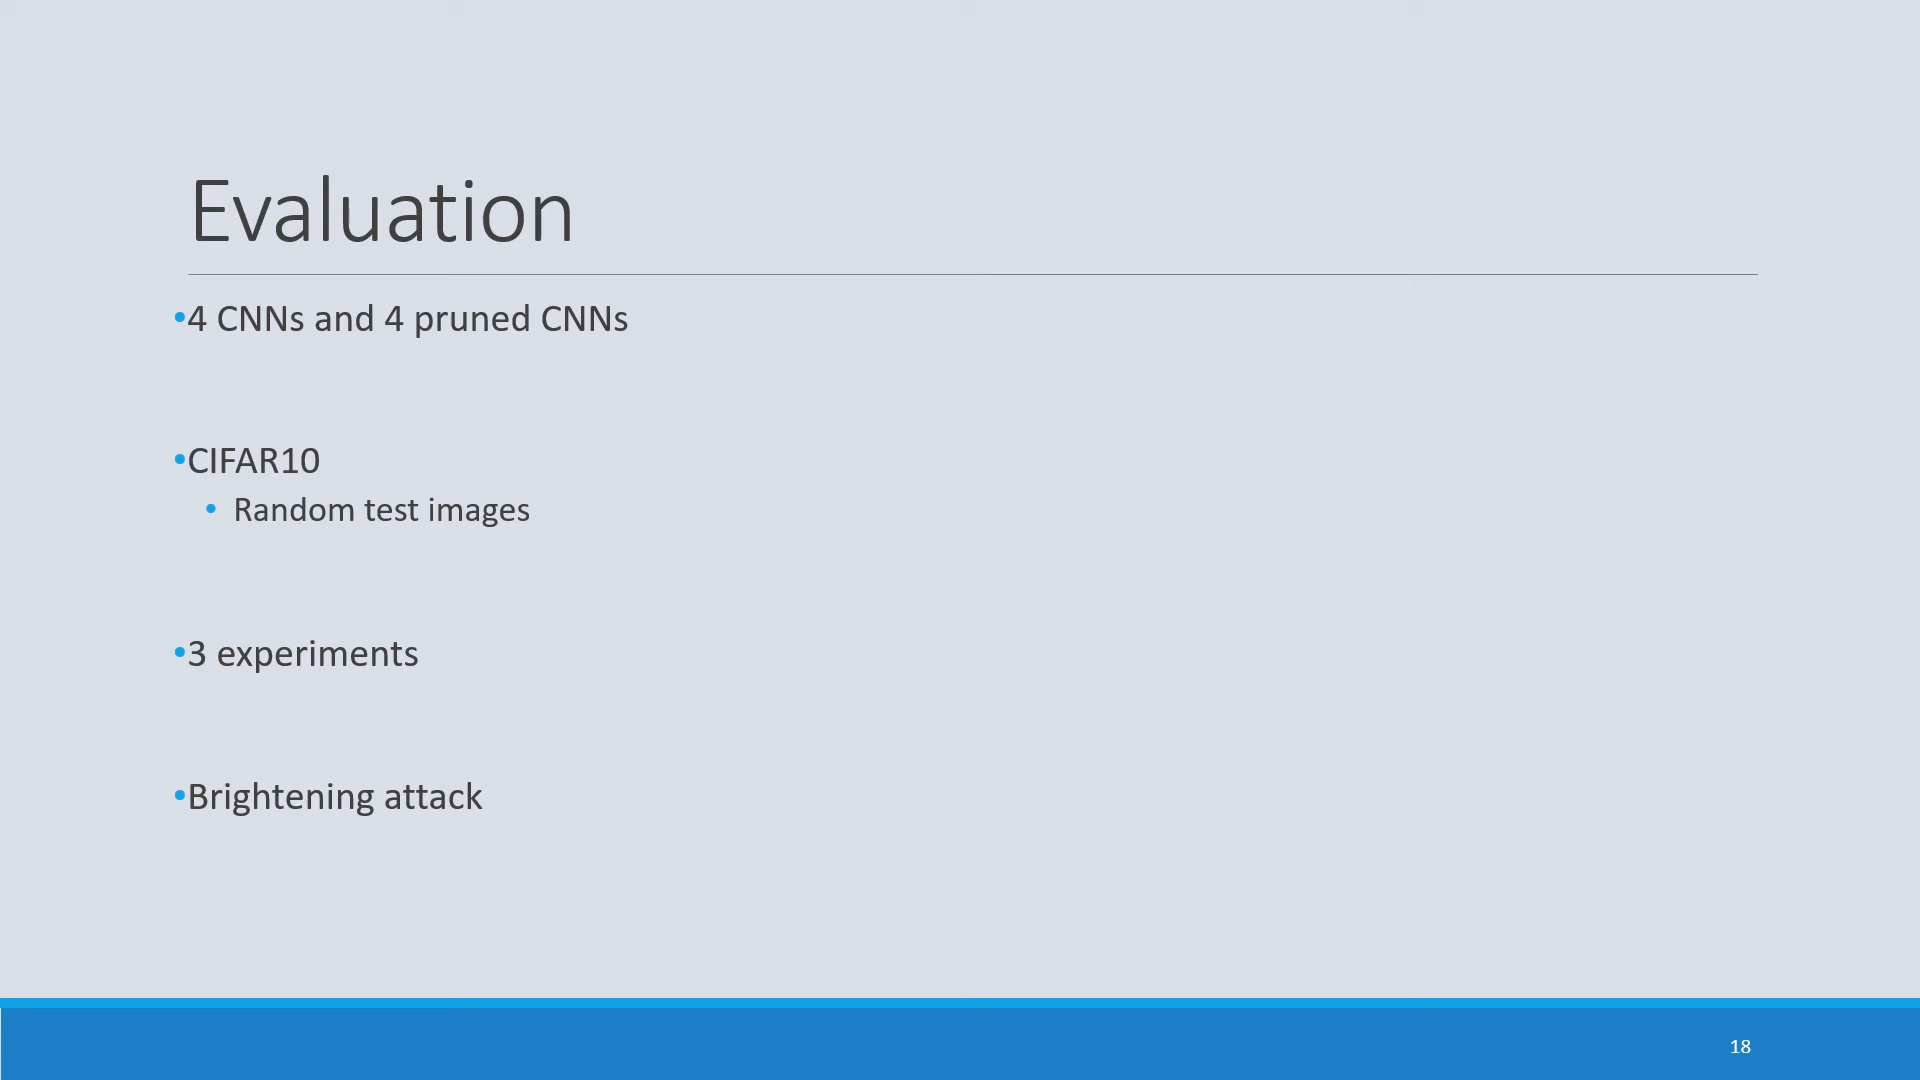 Evaluation
•4 CNNs and 4 pruned CNNs
•CIFAR10
• Random test images
•3 experiments
•Brightening attack
18